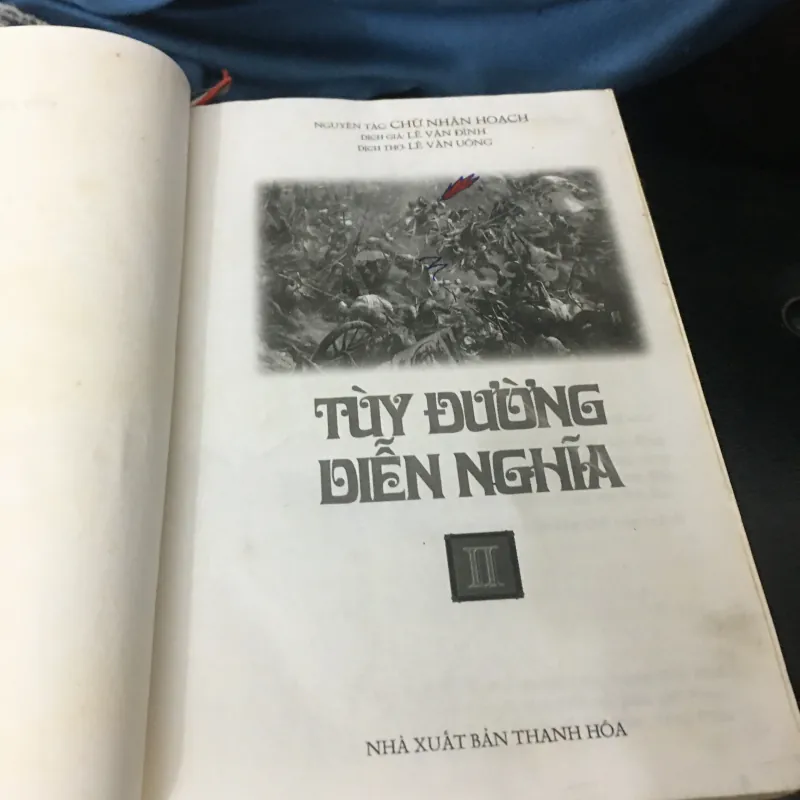 NGUYÊN TÁC: CHỬ NHÂN HOẠCH
DỊCH GIẢ: LÊ VĂN ĐÌNH
DỊCH THƠ: LÊ VĂN UÔNG
TÙY ĐƯỜNG
DIỄN NGHĨA
II
NHÀ XUẤT BẢN THANH HÓA